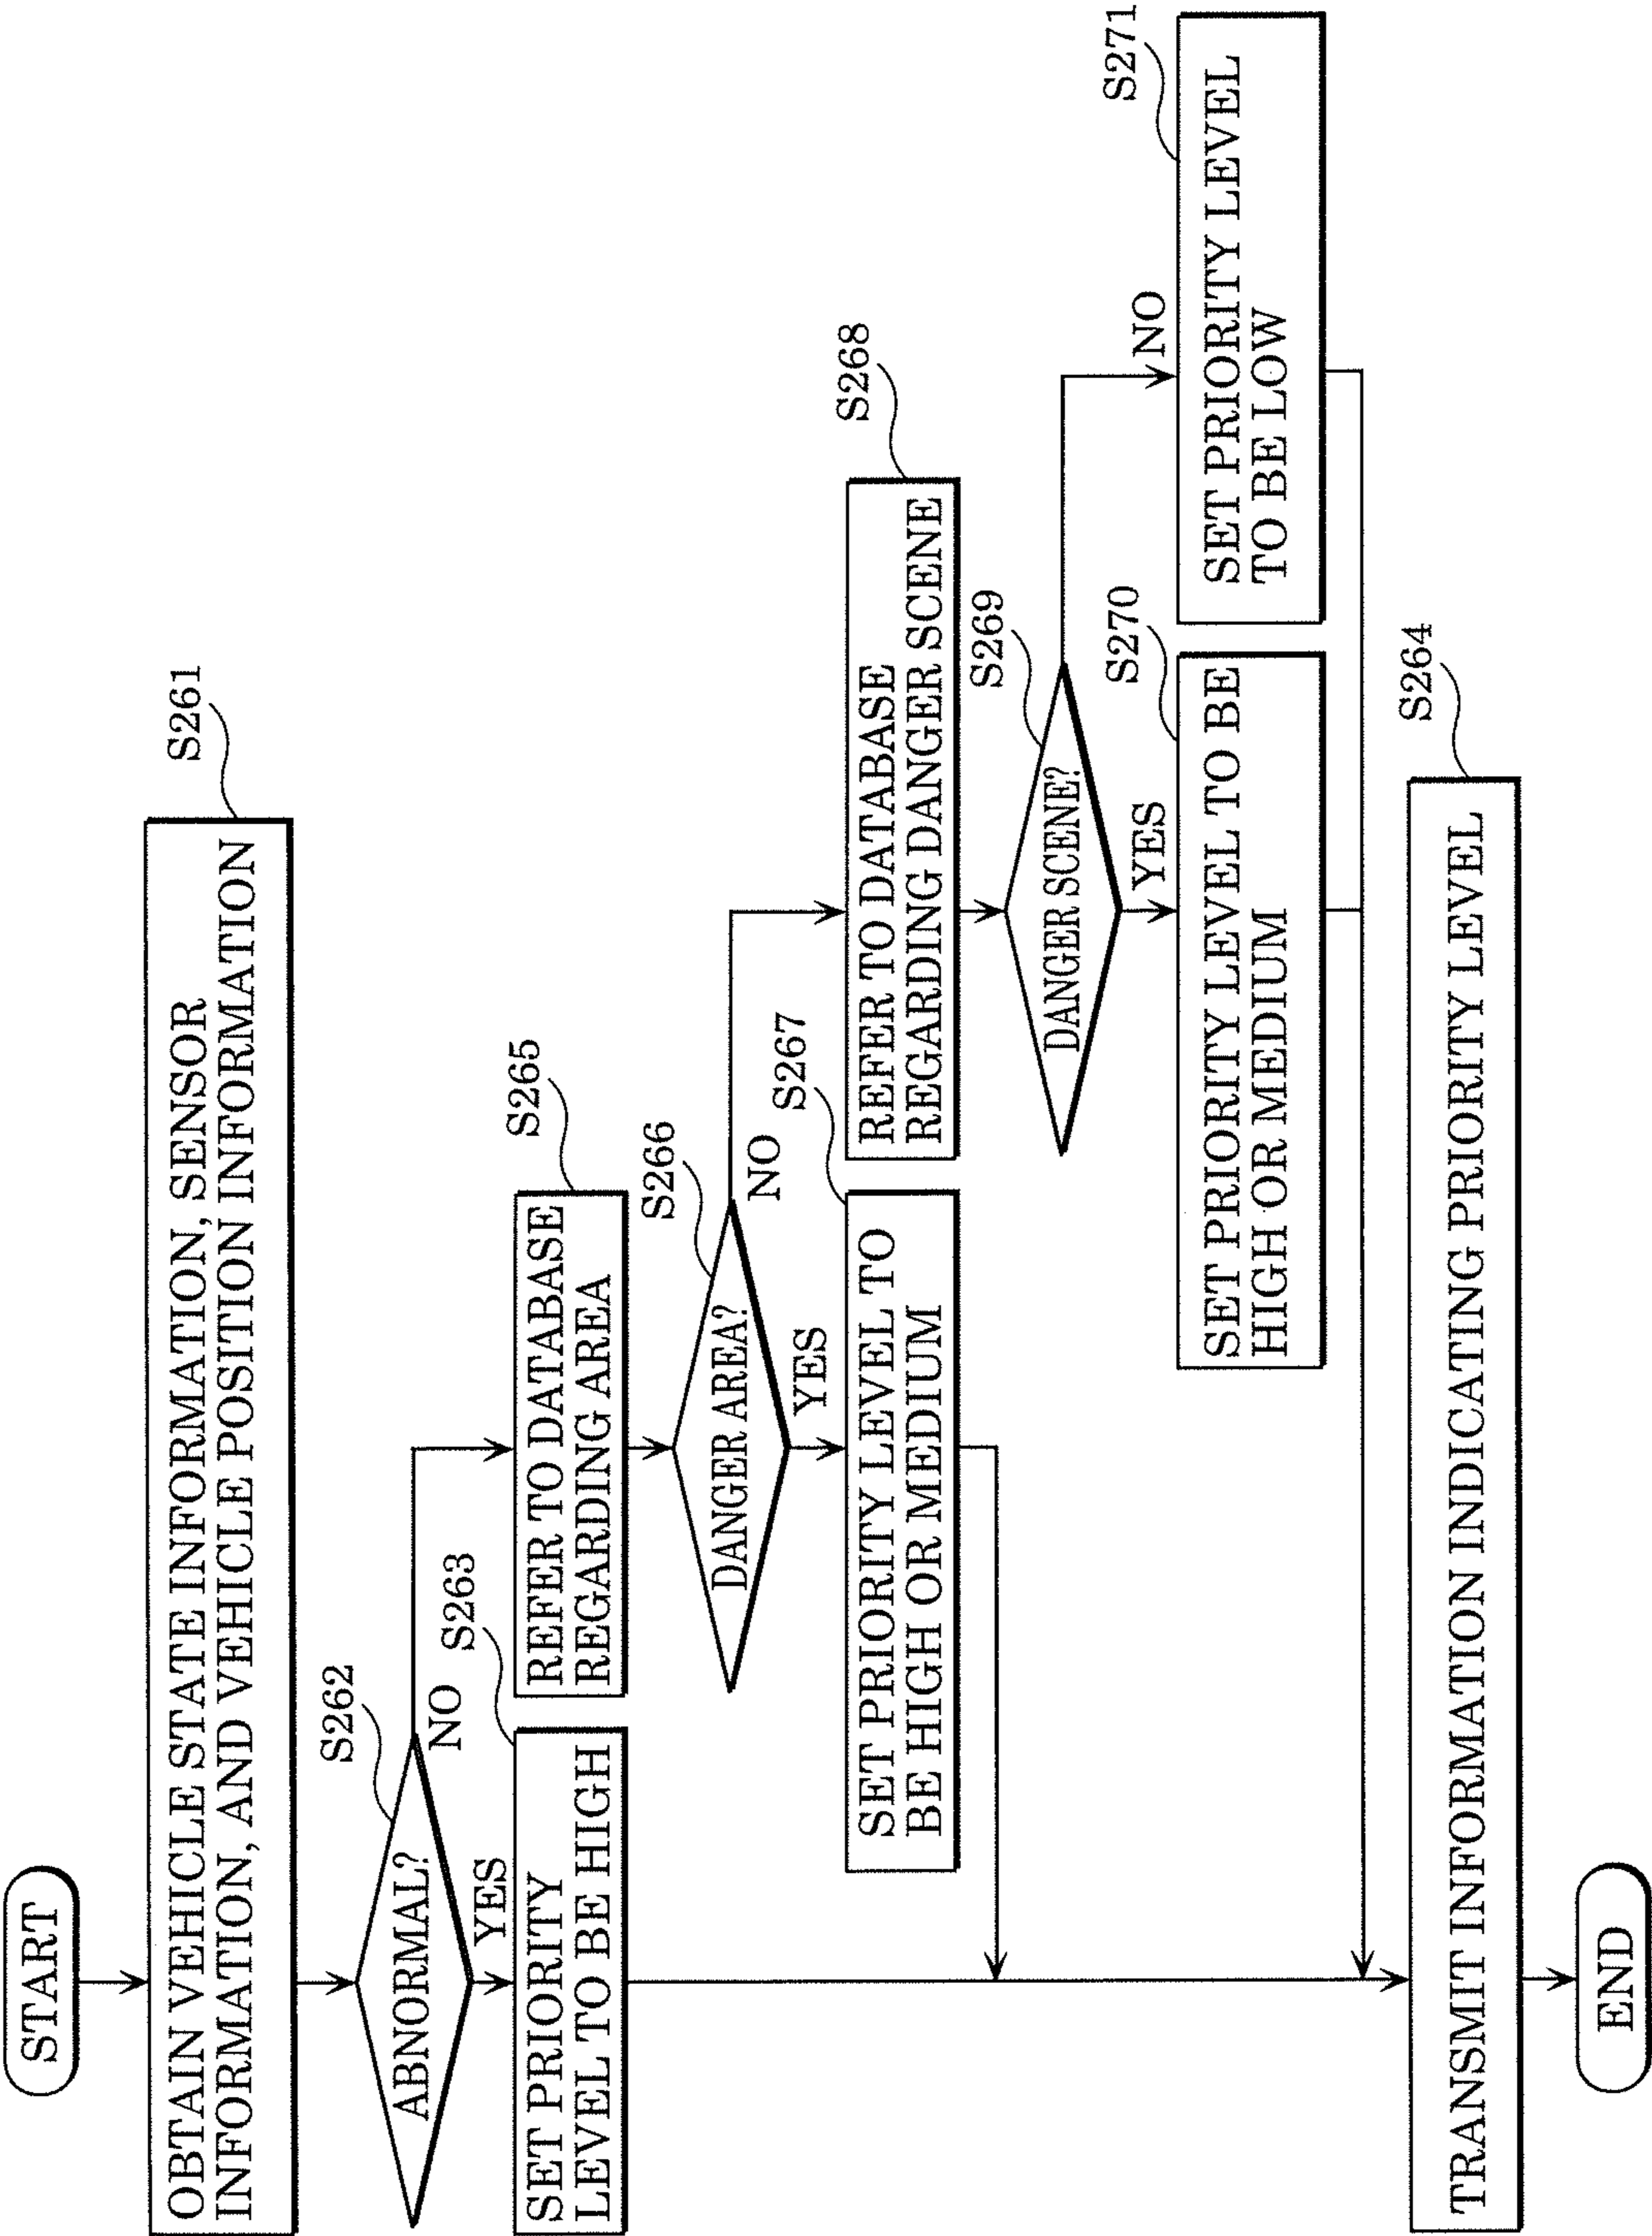 START
S261
OBTAIN VEHICLE STATE INFORMATION, SENSOR
INFORMATION, AND VEHICLE POSITION INFORMATION
S262
ABNORMAL?
NO
YES
S263
SET PRIORITY
LEVEL TO BE HIGH
S265
REFER TO DATABASE
REGARDING AREA
S266
DANGER AREA?
NO
YES
S267
SET PRIORITY LEVEL TO
BE HIGH OR MEDIUM
S268
REFER TO DATABASE
REGARDING DANGER SCENE
S269
DANGER SCENE?
NO
YES
S270
SET PRIORITY LEVEL TO BE
HIGH OR MEDIUM
S271
SET PRIORITY LEVEL
TO BE LOW
S264
TRANSMIT INFORMATION INDICATING PRIORITY LEVEL
END